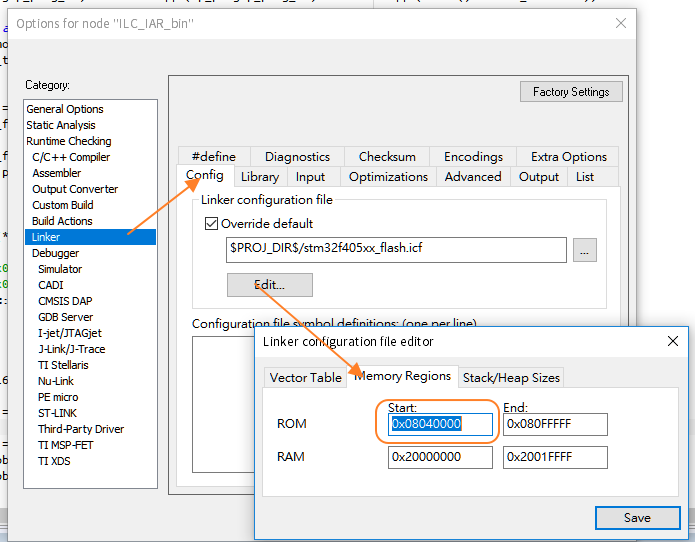 Options for node "ILC_IAR_bin"
Category:
General Options
Static Analysis
Runtime Checking
C/C++ Compiler
Assembler
Output Converter
Custom Build
Build Actions
Linker
Debugger
Simulator
CADI
CMSIS DAP
GDB Server
I-jet/JTAGjet
J-Link/J-Trace
TI Stellaris
Nu-Link
PE micro
ST-LINK
Third-Party Driver
TI MSP-FET
TI XDS
Factory Settings
#define Diagnostics Checksum Encodings Extra Options
Config Library Input Optimizations Advanced Output List
Linker configuration file
Override default
$PROJ_DIR$/stm32f405xx_flash.icf
...
Edit...
Configuration file symbol definitions: (one per line)
Linker configuration file editor
Vector Table Memory Regions Stack/Heap Sizes
Start: End:
ROM 0x08040000 0x080FFFFF
RAM 0x20000000 0x2001FFFF
Save